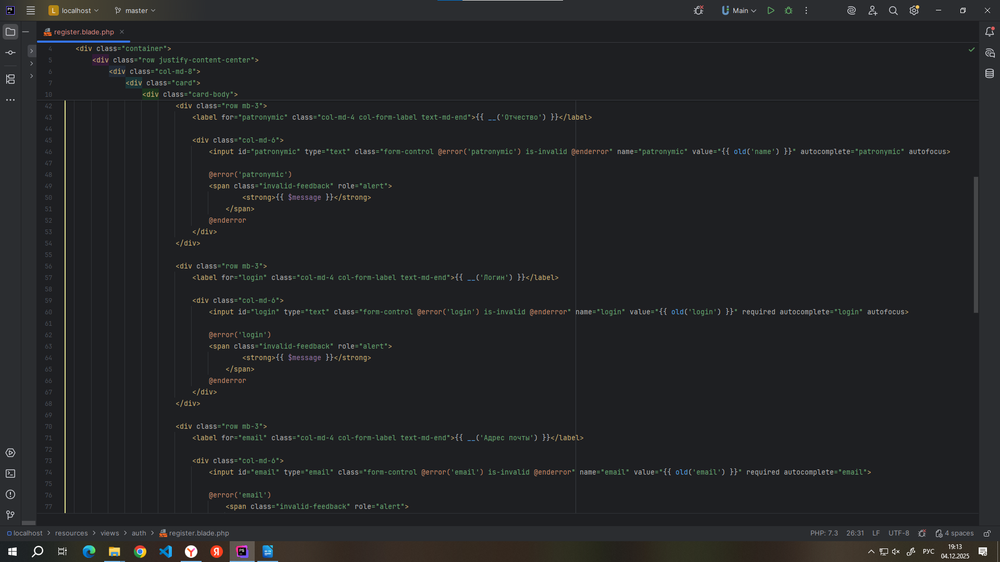 PS
L localhost
master
Main
register.blade.php
4 <div class="container">
5 <div class="row justify-content-center">
6 <div class="col-md-8">
7 <div class="card">
10 <div class="card-body">
42 <div class="row mb-3">
43 <label for="patronymic" class="col-md-4 col-form-label text-md-end">{{ __('Отчество') }}</label>
44
45 <div class="col-md-6">
46 <input id="patronymic" type="text" class="form-control @error('patronymic') is-invalid @enderror" name="patronymic" value="{{ old('name') }}" autocomplete="patronymic" autofocus>
47
48 @error('patronymic')
49 <span class="invalid-feedback" role="alert">
50 <strong>{{ $message }}</strong>
51 </span>
52 @enderror
53 </div>
54 </div>
55
56 <div class="row mb-3">
57 <label for="login" class="col-md-4 col-form-label text-md-end">{{ __('Логин') }}</label>
58
59 <div class="col-md-6">
60 <input id="login" type="text" class="form-control @error('login') is-invalid @enderror" name="login" value="{{ old('login') }}" required autocomplete="login" autofocus>
61
62 @error('login')
63 <span class="invalid-feedback" role="alert">
64 <strong>{{ $message }}</strong>
65 </span>
66 @enderror
67 </div>
68 </div>
69
70 <div class="row mb-3">
71 <label for="email" class="col-md-4 col-form-label text-md-end">{{ __('Адрес почты') }}</label>
72
73 <div class="col-md-6">
74 <input id="email" type="email" class="form-control @error('email') is-invalid @enderror" name="email" value="{{ old('email') }}" required autocomplete="email">
75
76 @error('email')
77 <span class="invalid-feedback" role="alert">
localhost > resources > views > auth > register.blade.php
PHP: 7.3 26:31 LF UTF-8 4 spaces
Я PS
РУС
19:13
04.12.2025